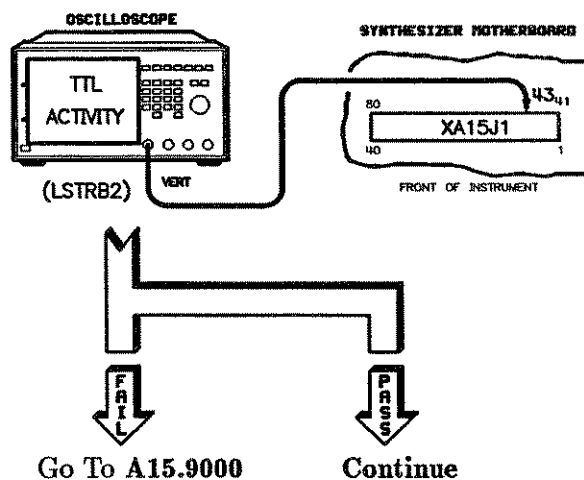 OSCILLOSCOPE
SYNTHESIZER MOTHERBOARD
TTL
ACTIVITY
43
41
80
XA15J1
40
1
VERT
(LSTRB2)
FRONT OF INSTRUMENT
FAIL
PASS
Go To A15.9000
Continue